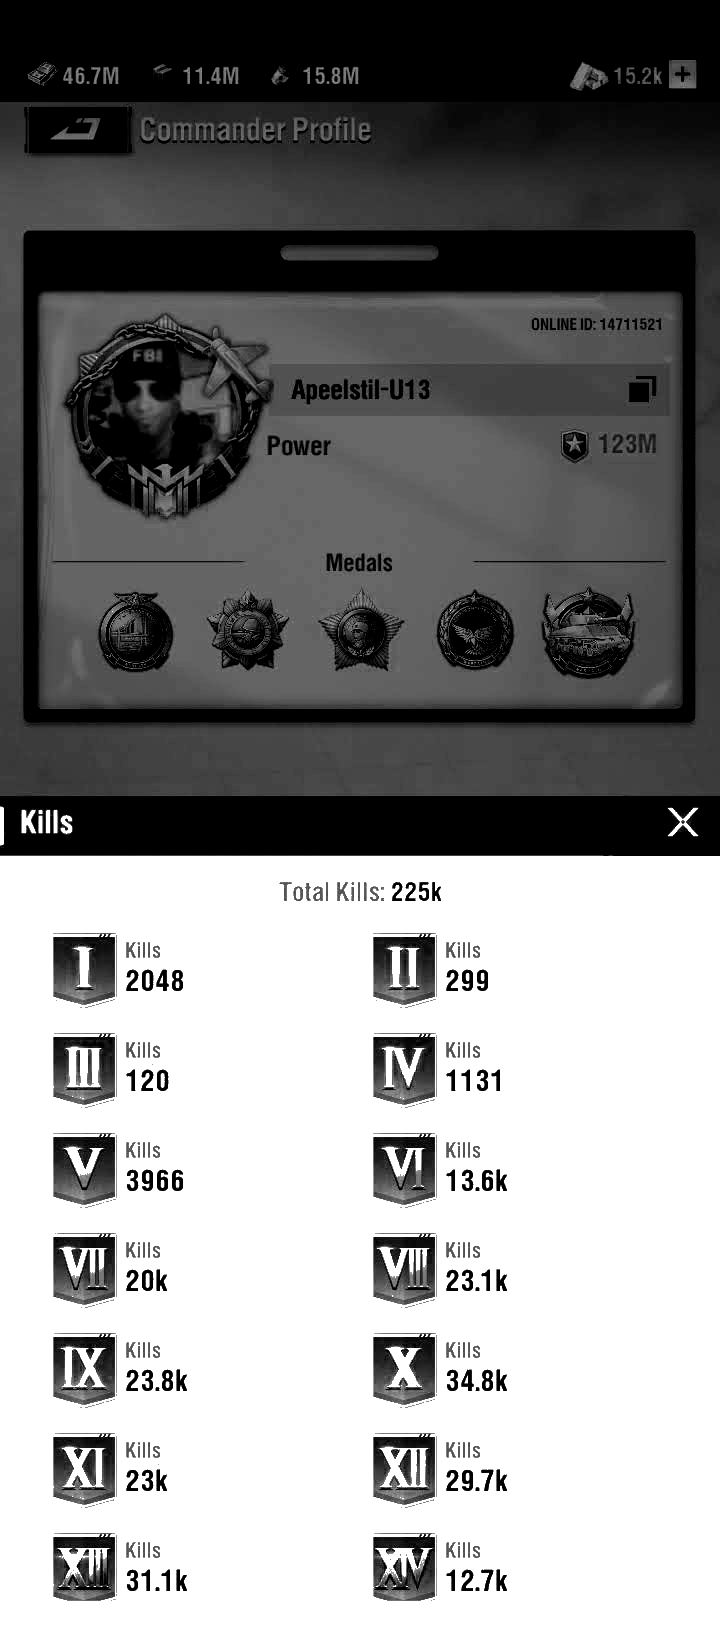 46.7M 11.4M 15.8M 15.2k +
Commander Profile
ONLINE ID: 14711521
FBI
Apeelstil-U13
Power 123M
Medals
Kills
Total Kills: 225k
I Kills 2048
II Kills 299
III Kills 120
IV Kills 1131
V Kills 3966
VI Kills 13.6k
VII Kills 20k
VIII Kills 23.1k
IX Kills 23.8k
X Kills 34.8k
XI Kills 23k
XII Kills 29.7k
XIII Kills 31.1k
XIV Kills 12.7k